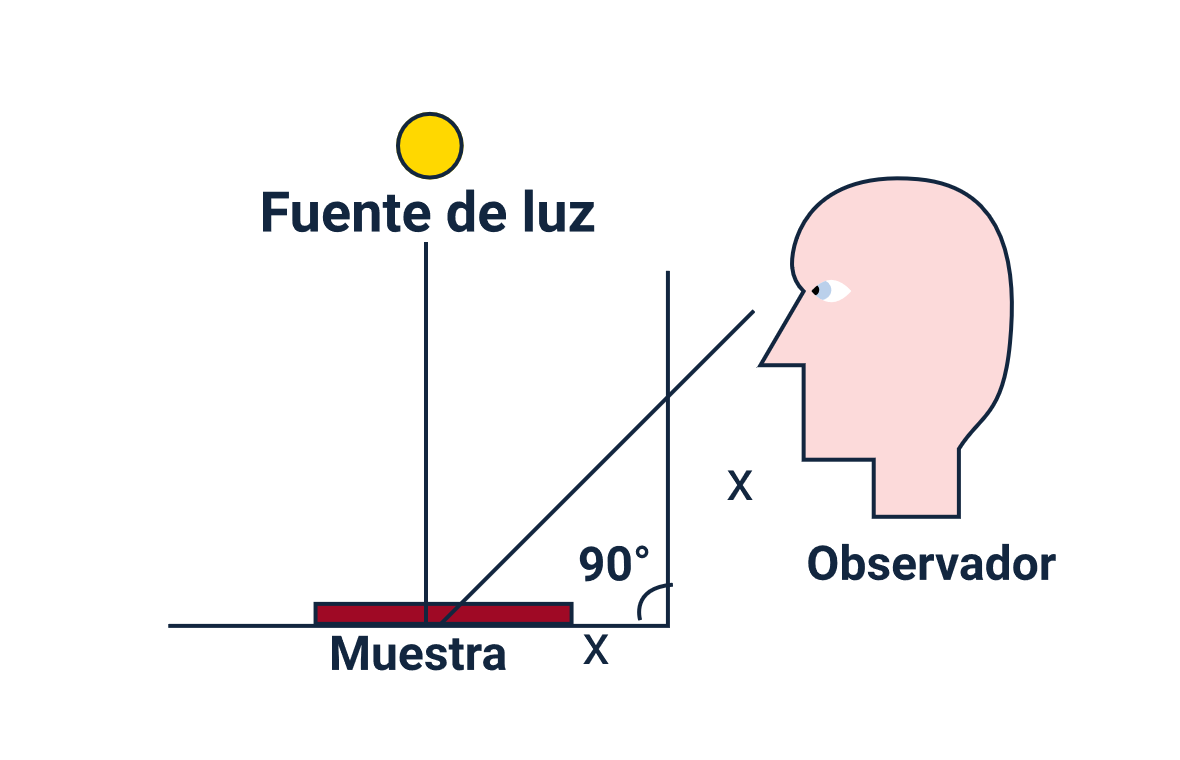 Fuente de luz
X
90°
Observador
Muestra
X